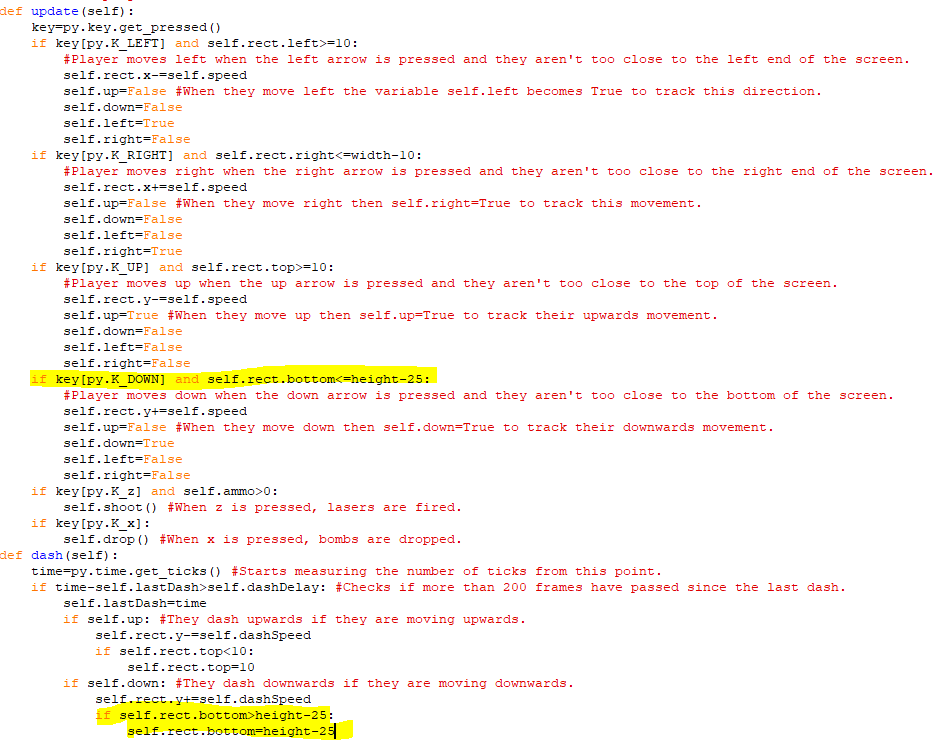 def update(self):
    key=py.key.get_pressed()
    if key[py.K_LEFT] and self.rect.left>=10:
        #Player moves left when the left arrow is pressed and they aren't too close to the left end of the screen.
        self.rect.x-=self.speed
        self.up=False #When they move left the variable self.left becomes True to track this direction.
        self.down=False
        self.left=True
        self.right=False
    if key[py.K_RIGHT] and self.rect.right<=width-10:
        #Player moves right when the right arrow is pressed and they aren't too close to the right end of the screen.
        self.rect.x+=self.speed
        self.up=False #When they move right then self.right=True to track this movement.
        self.down=False
        self.left=False
        self.right=True
    if key[py.K_UP] and self.rect.top>=10:
        #Player moves up when the up arrow is pressed and they aren't too close to the top of the screen.
        self.rect.y-=self.speed
        self.up=True #When they move up then self.up=True to track their upwards movement.
        self.down=False
        self.left=False
        self.right=False
    if key[py.K_DOWN] and self.rect.bottom<=height-25:
        #Player moves down when the down arrow is pressed and they aren't too close to the bottom of the screen.
        self.rect.y+=self.speed
        self.up=False #When they move down then self.down=True to track their downwards movement.
        self.down=True
        self.left=False
        self.right=False
    if key[py.K_z] and self.ammo>0:
        self.shoot() #When z is pressed, lasers are fired.
    if key[py.K_x]:
        self.drop() #When x is pressed, bombs are dropped.
def dash(self):
    time=py.time.get_ticks() #Starts measuring the number of ticks from this point.
    if time-self.lastDash>self.dashDelay: #Checks if more than 200 frames have passed since the last dash.
        self.lastDash=time
        if self.up: #They dash upwards if they are moving upwards.
            self.rect.y-=self.dashSpeed
            if self.rect.top<10:
                self.rect.top=10
        if self.down: #They dash downwards if they are moving downwards.
            self.rect.y+=self.dashSpeed
            if self.rect.bottom>height-25:
                self.rect.bottom=height-25